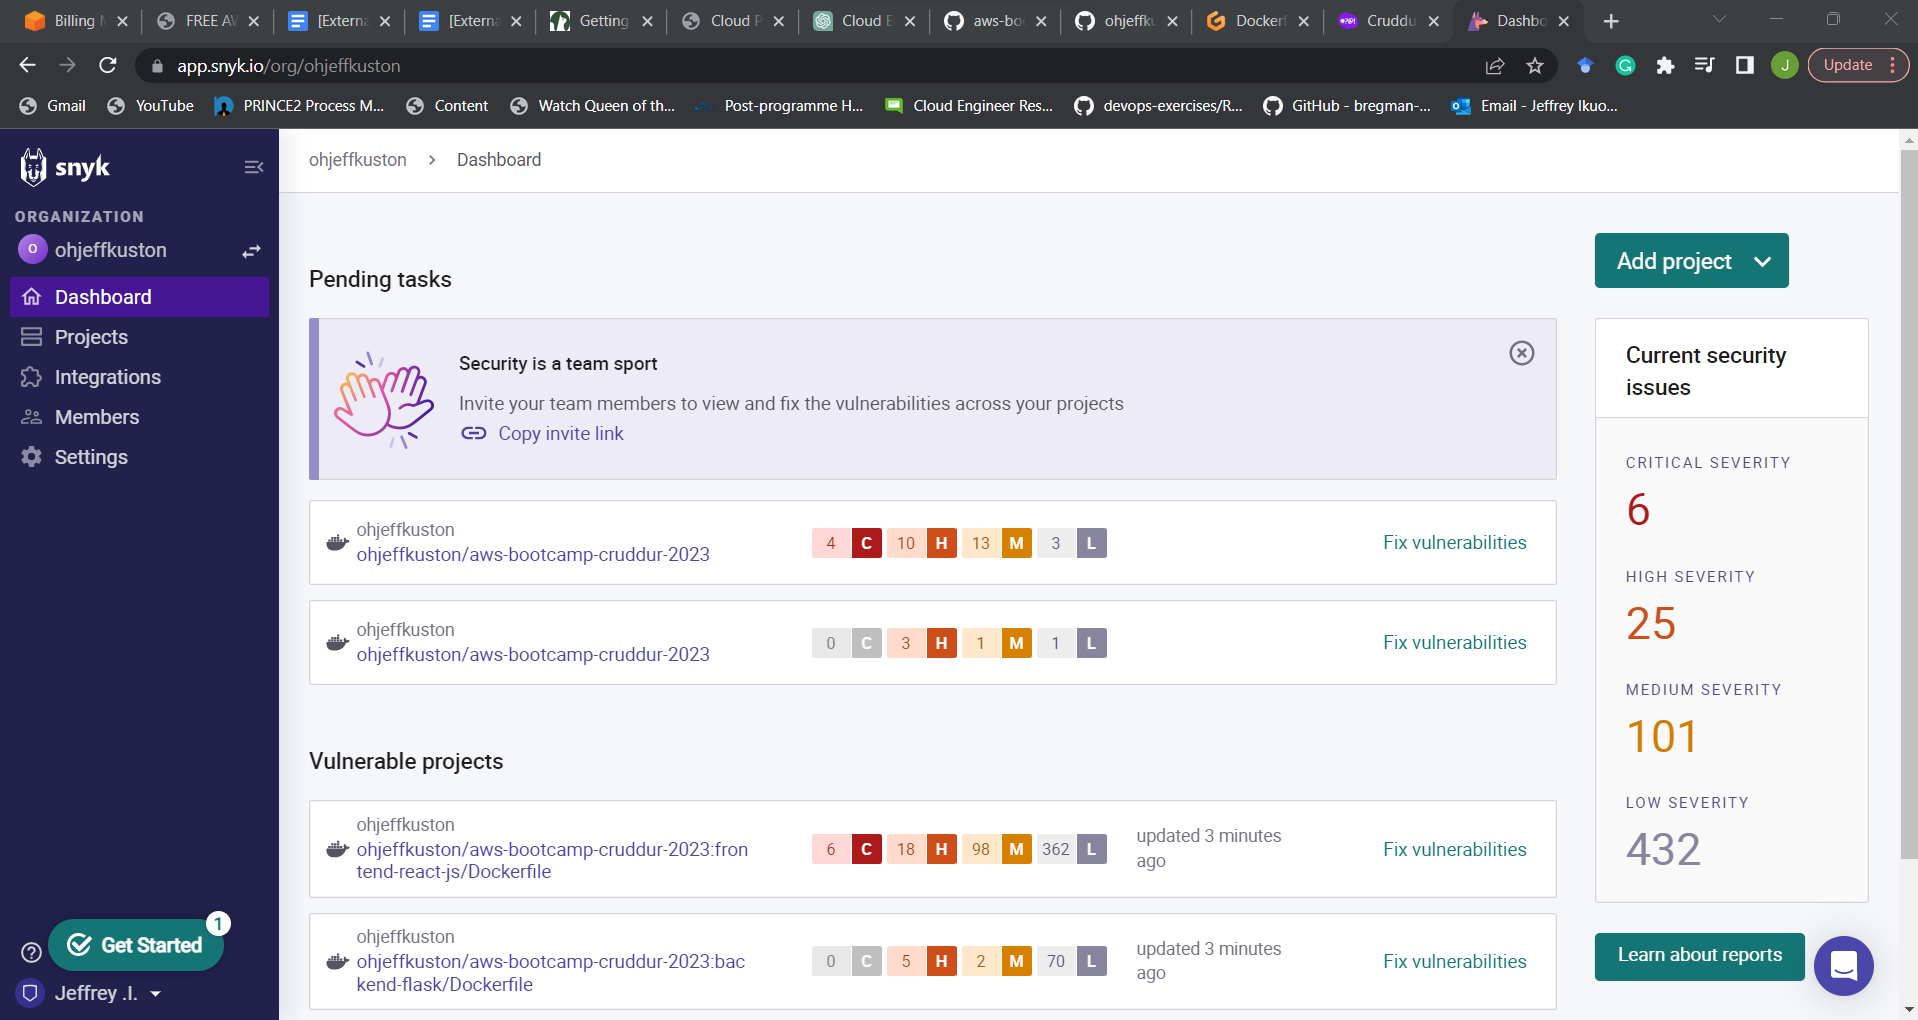 Billing M
FREE AW
[Externa
[Externa
Getting
Cloud P
Cloud E
aws-boo
ohjeffku
Dockerf
Cruddu
Dashbo
app.snyk.io/org/ohjeffkuston
J
Update
Gmail
YouTube
PRINCE2 Process M...
Content
Watch Queen of th...
Post-programme H...
Cloud Engineer Res...
devops-exercises/R...
GitHub - bregman-...
Email - Jeffrey Ikuo...
snyk
ORGANIZATION
O
ohjeffkuston
Dashboard
Projects
Integrations
Members
Settings
1
Get Started
Jeffrey .I.
ohjeffkuston > Dashboard
Pending tasks
Security is a team sport
Invite your team members to view and fix the vulnerabilities across your projects
Copy invite link
ohjeffkuston
ohjeffkuston/aws-bootcamp-cruddur-2023
4 C 10 H 13 M 3 L
Fix vulnerabilities
ohjeffkuston
ohjeffkuston/aws-bootcamp-cruddur-2023
0 C 3 H 1 M 1 L
Fix vulnerabilities
Vulnerable projects
ohjeffkuston
ohjeffkuston/aws-bootcamp-cruddur-2023:fron
tend-react-js/Dockerfile
6 C 18 H 98 M 362 L
updated 3 minutes
ago
Fix vulnerabilities
ohjeffkuston
ohjeffkuston/aws-bootcamp-cruddur-2023:bac
kend-flask/Dockerfile
0 C 5 H 2 M 70 L
updated 3 minutes
ago
Fix vulnerabilities
Add project
Current security
issues
CRITICAL SEVERITY
6
HIGH SEVERITY
25
MEDIUM SEVERITY
101
LOW SEVERITY
432
Learn about reports